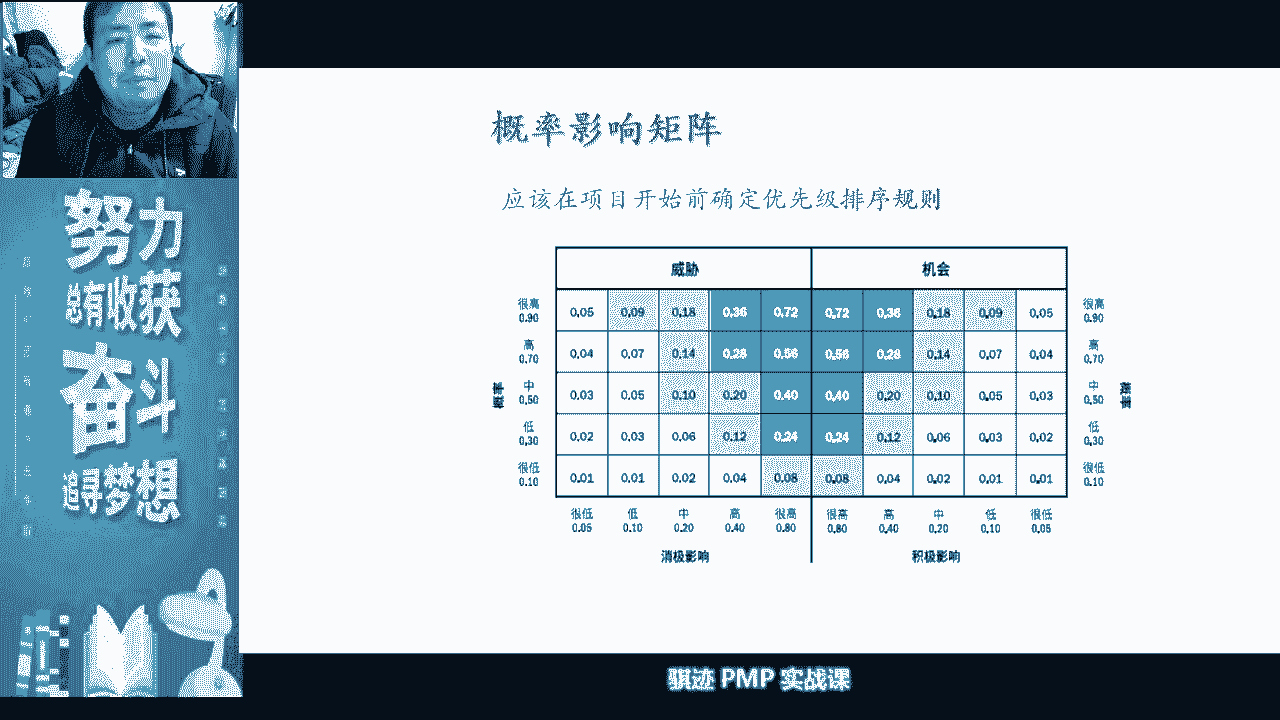 概率影响矩阵
应该在项目开始前确定优先级排序规则
威胁 机会
很高 0.90 0.05 0.09 0.18 0.36 0.72 0.72 0.36 0.18 0.09 0.05 很高 0.90
高 0.70 0.04 0.07 0.14 0.28 0.56 0.56 0.28 0.14 0.07 0.04 高 0.70
概率 中 0.50 0.03 0.05 0.10 0.20 0.40 0.40 0.20 0.10 0.05 0.03 中 0.50 概率
低 0.30 0.02 0.03 0.06 0.12 0.24 0.24 0.12 0.06 0.03 0.02 低 0.30
很低 0.10 0.01 0.01 0.02 0.04 0.08 0.08 0.04 0.02 0.01 0.01 很低 0.10
很低 低 中 高 很高 很高 高 中 低 很低
0.05 0.10 0.20 0.40 0.80 0.80 0.40 0.20 0.10 0.05
消极影响 积极影响
努力
总有收获
奋斗
追寻梦想
骐迹 PMP 实战课